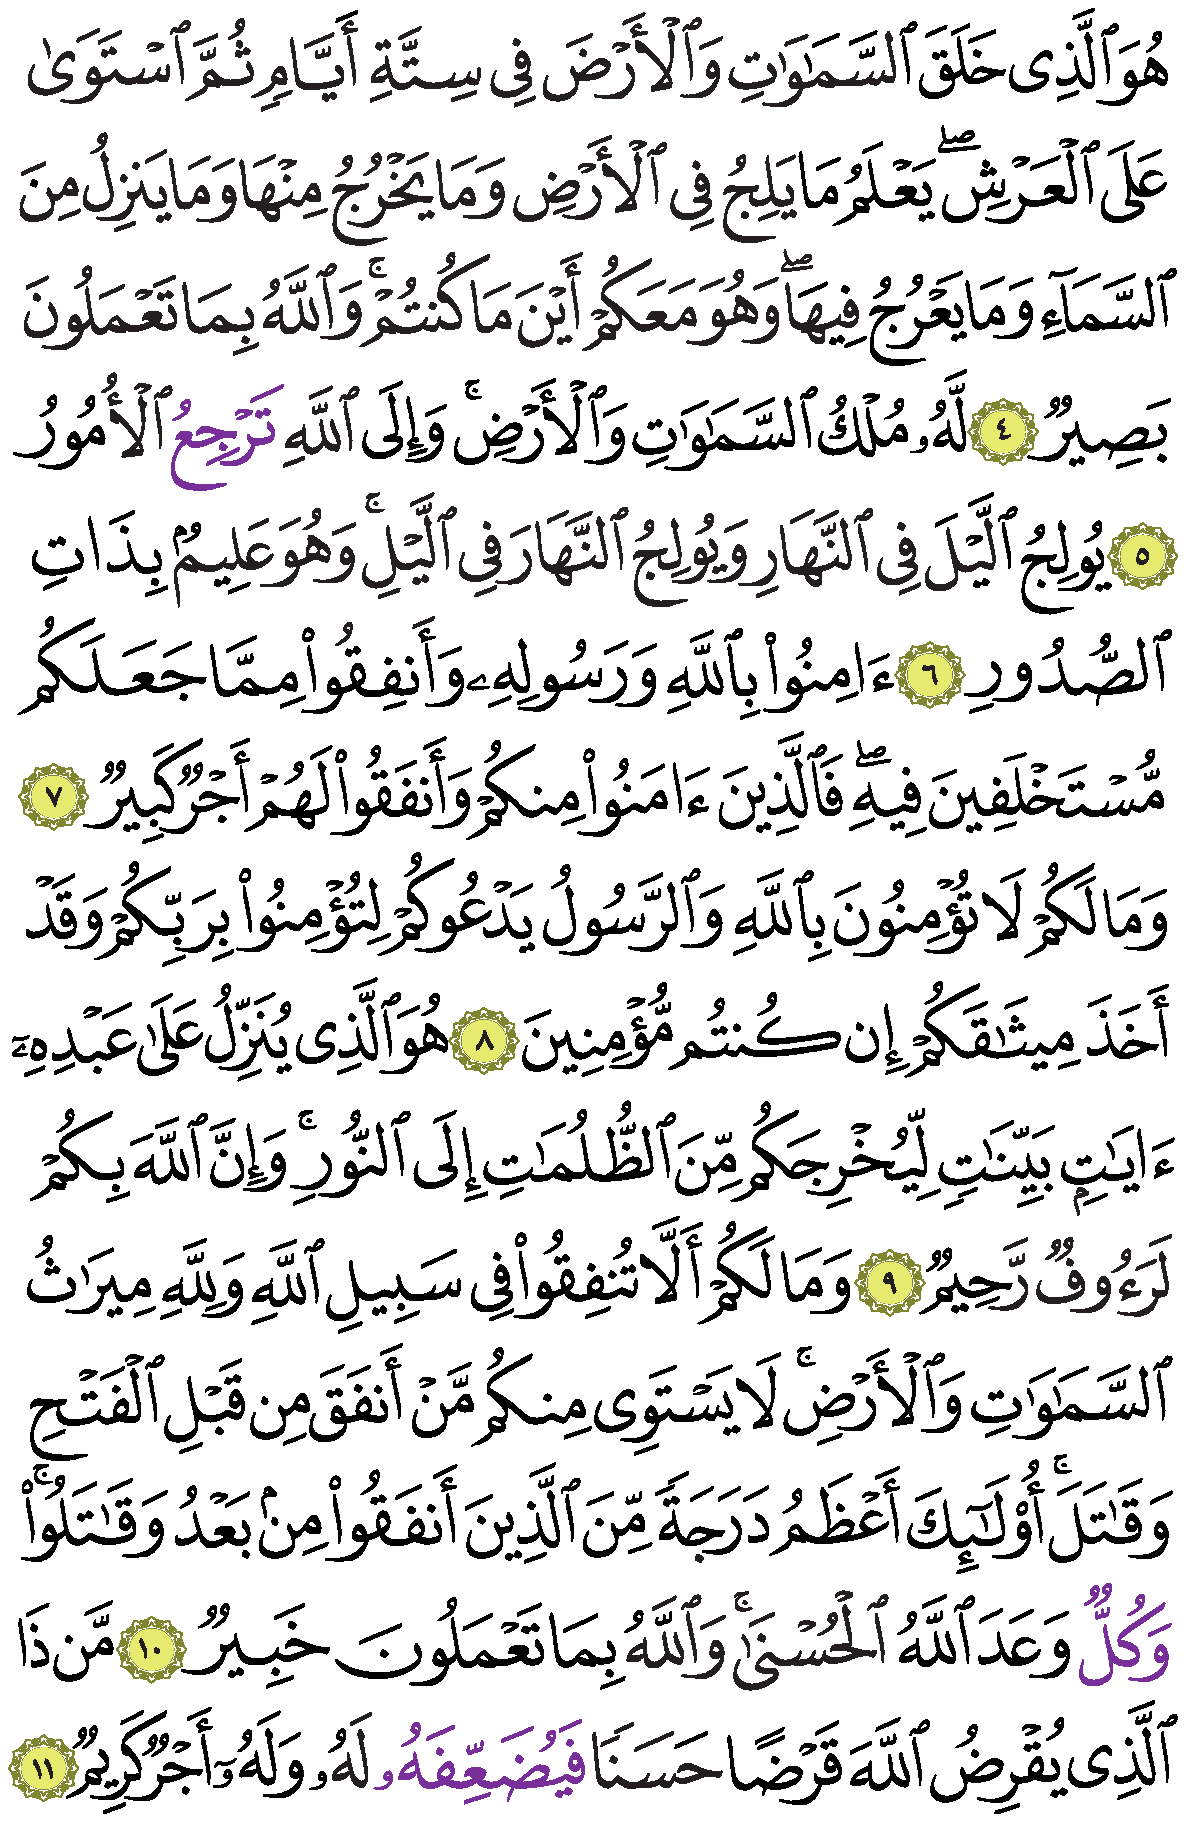 هُوَ ٱلَّذِى خَلَقَ ٱلسَّمَٰوَٰتِ وَٱلْأَرْضَ فِى سِتَّةِ أَيَّامٍ ثُمَّ ٱسْتَوَىٰ
عَلَى ٱلْعَرْشِ ۖ يَعْلَمُ مَا يَلِجُ فِى ٱلْأَرْضِ وَمَا يَخْرُجُ مِنْهَا وَمَا يَنزِلُ مِنَ
ٱلسَّمَآءِ وَمَا يَعْرُجُ فِيهَا ۖ وَهُوَ مَعَكُمْ أَيْنَ مَا كُنتُمْ ۚ وَٱللَّهُ بِمَا تَعْمَلُونَ
بَصِيرٌ ٤ لَّهُۥ مُلْكُ ٱلسَّمَٰوَٰتِ وَٱلْأَرْضِ ۚ وَإِلَى ٱللَّهِ تَرْجِعُ ٱلْأُمُورُ
٥ يُولِجُ ٱلَّيْلَ فِى ٱلنَّهَارِ وَيُولِجُ ٱلنَّهَارَ فِى ٱلَّيْلِ ۚ وَهُوَ عَلِيمٌۢ بِذَاتِ
ٱلصُّدُورِ ٦ ءَامِنُوا۟ بِٱللَّهِ وَرَسُولِهِۦ وَأَنفِقُوا۟ مِمَّا جَعَلَكُم
مُّسْتَخْلَفِينَ فِيهِ ۖ فَٱلَّذِينَ ءَامَنُوا۟ مِنكُمْ وَأَنفَقُوا۟ لَهُمْ أَجْرٌ كَبِيرٌ ٧
وَمَا لَكُمْ لَا تُؤْمِنُونَ بِٱللَّهِ وَٱلرَّسُولُ يَدْعُوكُمْ لِتُؤْمِنُوا۟ بِرَبِّكُمْ وَقَدْ
أَخَذَ مِيثَٰقَكُمْ إِن كُنتُم مُّؤْمِنِينَ ٨ هُوَ ٱلَّذِى يُنَزِّلُ عَلَىٰ عَبْدِهِۦٓ
ءَايَٰتٍۭ بَيِّنَٰتٍ لِّيُخْرِجَكُم مِّنَ ٱلظُّلُمَٰتِ إِلَى ٱلنُّورِ ۚ وَإِنَّ ٱللَّهَ بِكُمْ
لَرَءُوفٌ رَّحِيمٌ ٩ وَمَا لَكُمْ أَلَّا تُنفِقُوا۟ فِى سَبِيلِ ٱللَّهِ وَلِلَّهِ مِيرَٰثُ
ٱلسَّمَٰوَٰتِ وَٱلْأَرْضِ ۚ لَا يَسْتَوِى مِنكُم مَّنْ أَنفَقَ مِن قَبْلِ ٱلْفَتْحِ
وَقَٰتَلَ ۚ أُو۟لَٰٓئِكَ أَعْظَمُ دَرَجَةً مِّنَ ٱلَّذِينَ أَنفَقُوا۟ مِنۢ بَعْدُ وَقَٰتَلُوا۟ ۚ
وَكُلٌّ وَعَدَ ٱللَّهُ ٱلْحُسْنَىٰ ۚ وَٱللَّهُ بِمَا تَعْمَلُونَ خَبِيرٌ ١٠ مَّن ذَا
ٱلَّذِى يُقْرِضُ ٱللَّهَ قَرْضًا حَسَنًا فَيُضَعِّفَهُۥ لَهُۥ وَلَهُۥٓ أَجْرٌ كَرِيمٌ ١١